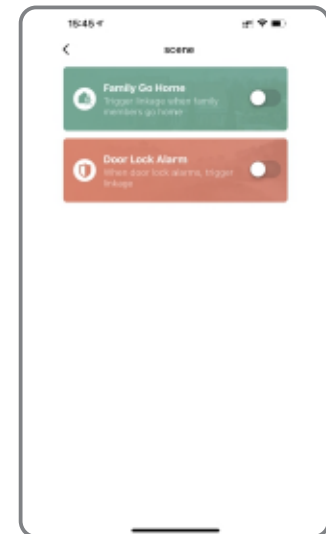 15:45
scene
Family Go Home
Trigger linkage when family
members go home
Door Lock Alarm
When door lock alarms, trigger
linkage